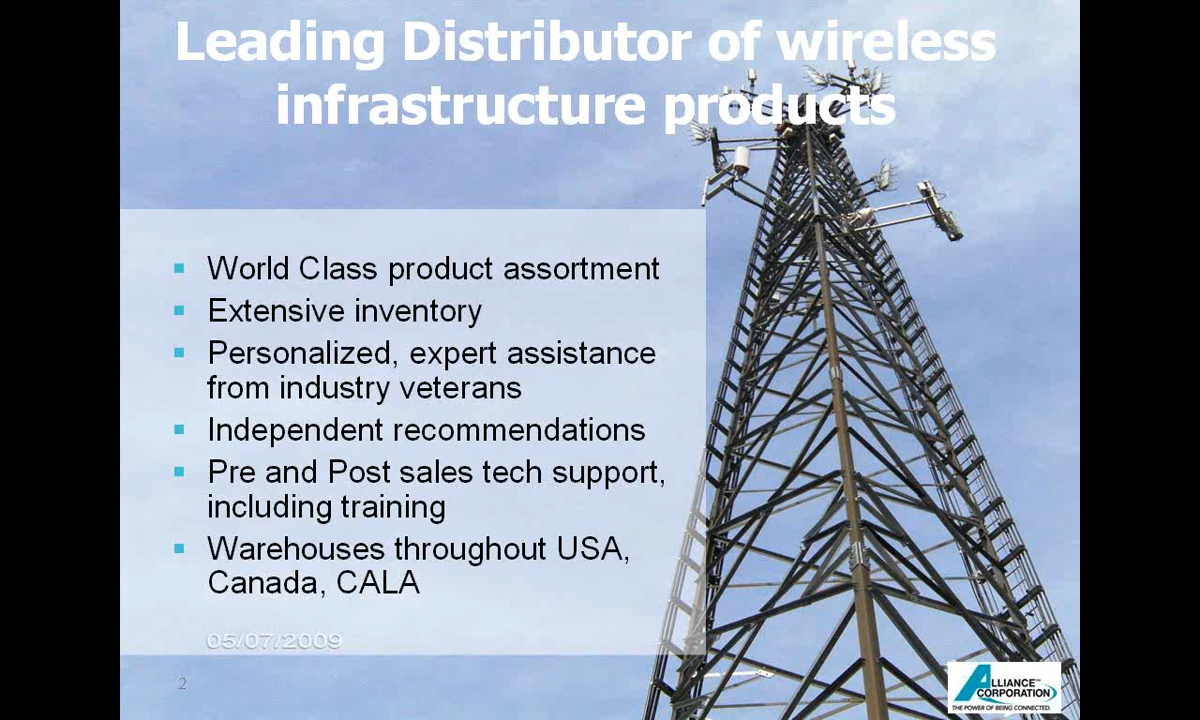 Leading Distributor of wireless
infrastructure products
World Class product assortment
Extensive inventory
Personalized, expert assistance
from industry veterans
Independent recommendations
Pre and Post sales tech support,
including training
Warehouses throughout USA,
Canada, CALA
05/07/2009
2
ALLIANCE™
CORPORATION
THE POWER OF BEING CONNECTED.